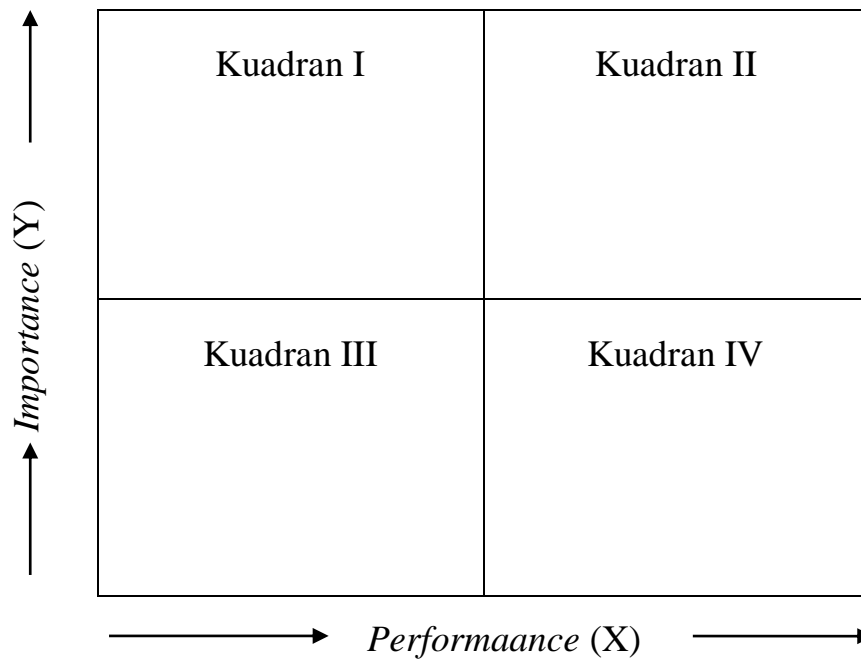 Kuadran I
Kuadran II
Importance (Y)
Kuadran III
Kuadran IV
Performaance (X)